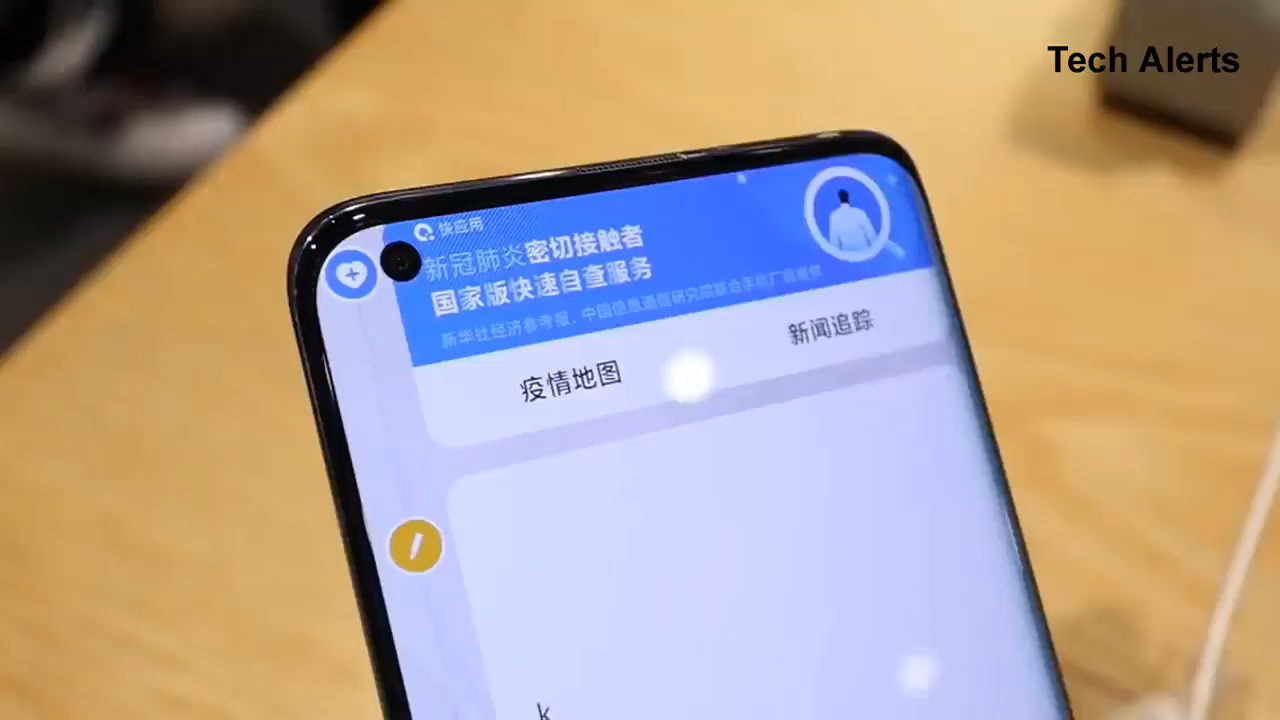 Tech Alerts
快应用
新冠肺炎密切接触者
国家版快速自查服务
新华社经济参考报、中国信息通信研究院联合手机厂商提供
疫情地图
新闻追踪
k